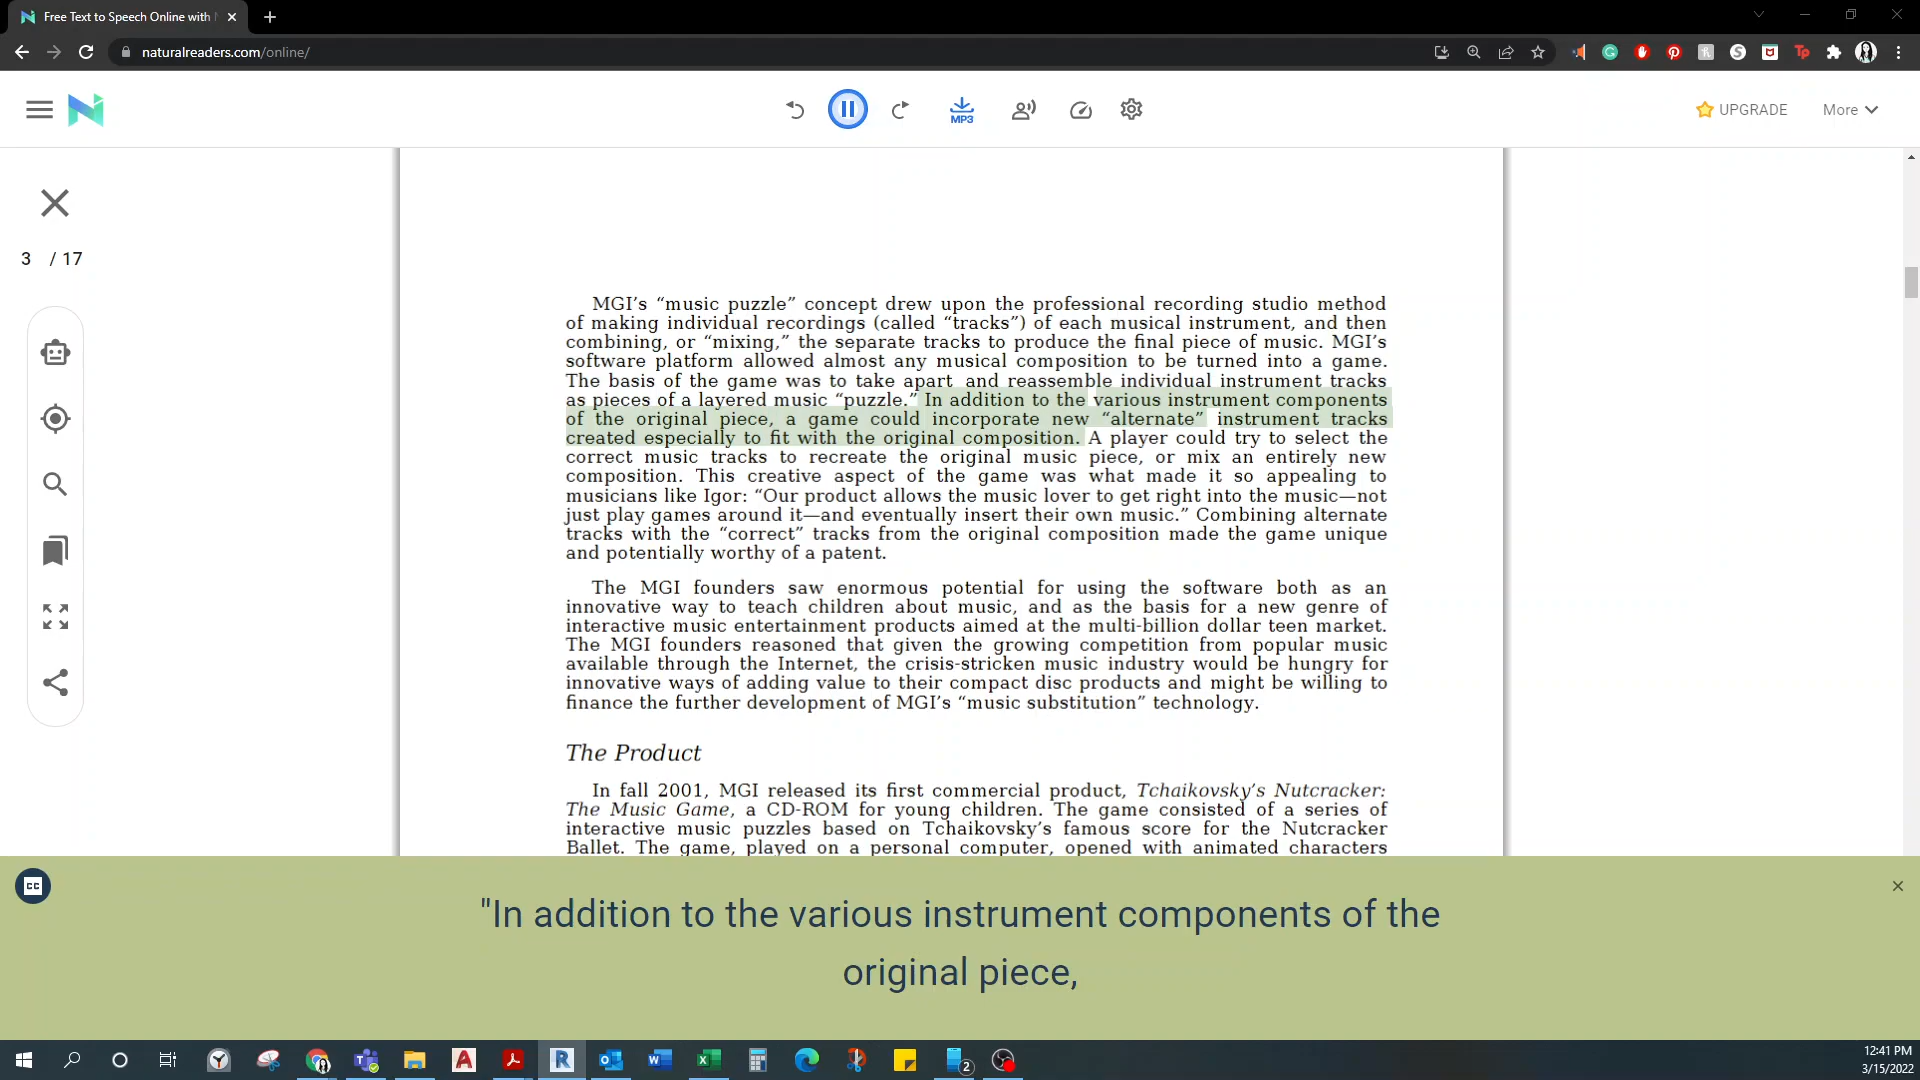 Free Text to Speech Online with
naturalreaders.com/online/
MP3
UPGRADE
More
3 / 17
MGI’s “music puzzle” concept drew upon the professional recording studio method
of making individual recordings (called “tracks”) of each musical instrument, and then
combining, or “mixing,” the separate tracks to produce the final piece of music. MGI’s
software platform allowed almost any musical composition to be turned into a game.
The basis of the game was to take apart and reassemble individual instrument tracks
as pieces of a layered music “puzzle.” In addition to the various instrument components
of the original piece, a game could incorporate new “alternate” instrument tracks
created especially to fit with the original composition. A player could try to select the
correct music tracks to recreate the original music piece, or mix an entirely new
composition. This creative aspect of the game was what made it so appealing to
musicians like Igor: “Our product allows the music lover to get right into the music—not
just play games around it—and eventually insert their own music.” Combining alternate
tracks with the “correct” tracks from the original composition made the game unique
and potentially worthy of a patent.
The MGI founders saw enormous potential for using the software both as an
innovative way to teach children about music, and as the basis for a new genre of
interactive music entertainment products aimed at the multi-billion dollar teen market.
The MGI founders reasoned that given the growing competition from popular music
available through the Internet, the crisis-stricken music industry would be hungry for
innovative ways of adding value to their compact disc products and might be willing to
finance the further development of MGI’s “music substitution” technology.
The Product
In fall 2001, MGI released its first commercial product, Tchaikovsky’s Nutcracker:
The Music Game, a CD-ROM for young children. The game consisted of a series of
interactive music puzzles based on Tchaikovsky’s famous score for the Nutcracker
Ballet. The game, played on a personal computer, opened with animated characters
CC
"In addition to the various instrument components of the
original piece,
12:41 PM
3/15/2022
2